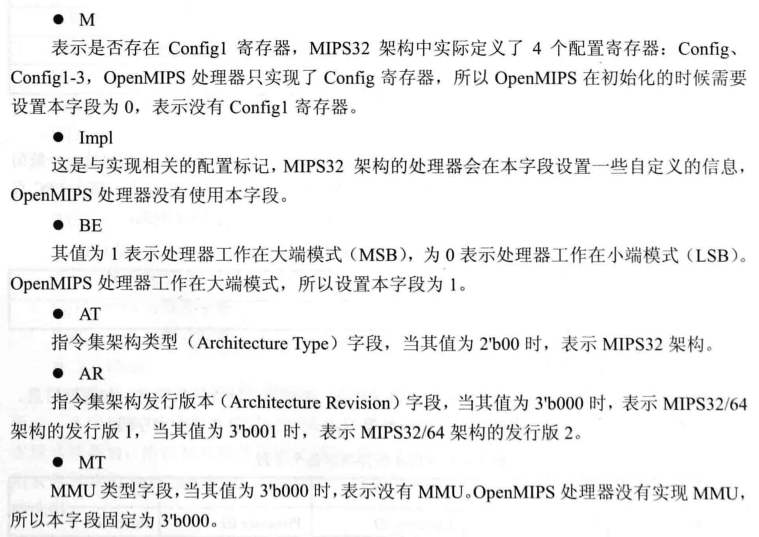 ● M
表示是否存在 Config1 寄存器，MIPS32 架构中实际定义了 4 个配置寄存器：Config、
Config1-3，OpenMIPS 处理器只实现了 Config 寄存器，所以 OpenMIPS 在初始化的时候需要
设置本字段为 0，表示没有 Config1 寄存器。
● Impl
这是与实现相关的配置标记，MIPS32 架构的处理器会在本字段设置一些自定义的信息，
OpenMIPS 处理器没有使用本字段。
● BE
其值为 1 表示处理器工作在大端模式（MSB），为 0 表示处理器工作在小端模式（LSB）。
OpenMIPS 处理器工作在大端模式，所以设置本字段为 1。
● AT
指令集架构类型（Architecture Type）字段，当其值为 2'b00 时，表示 MIPS32 架构。
● AR
指令集架构发行版本（Architecture Revision）字段，当其值为 3'b000 时，表示 MIPS32/64
架构的发行版 1，当其值为 3'b001 时，表示 MIPS32/64 架构的发行版 2。
● MT
MMU 类型字段，当其值为 3'b000 时，表示没有 MMU。OpenMIPS 处理器没有实现 MMU，
所以本字段固定为 3'b000。